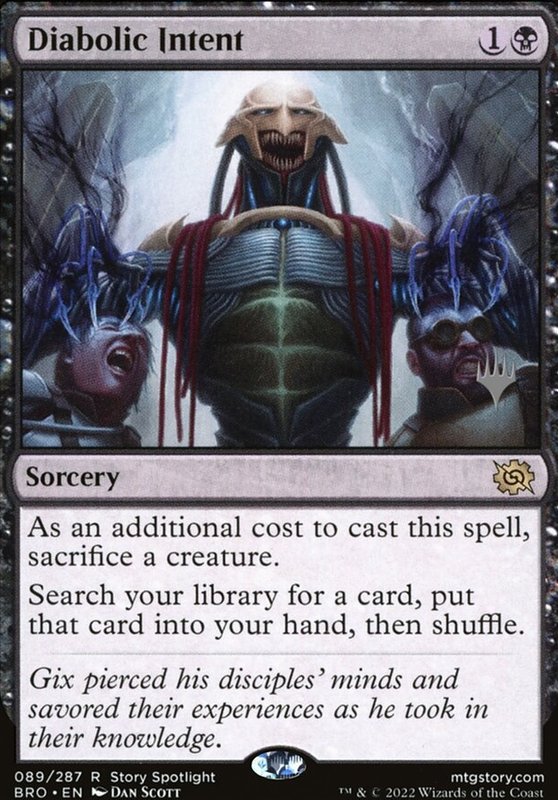 Diabolic Intent 1
Sorcery
As an additional cost to cast this spell,
sacrifice a creature.
Search your library for a card, put
that card into your hand, then shuffle.
Gix pierced his disciples' minds and
savored their experiences as he took in
their knowledge.
089/287 R Story Spotlight mtgstory.com
BRO • EN Dan Scott ™ & © 2022 Wizards of the Coast